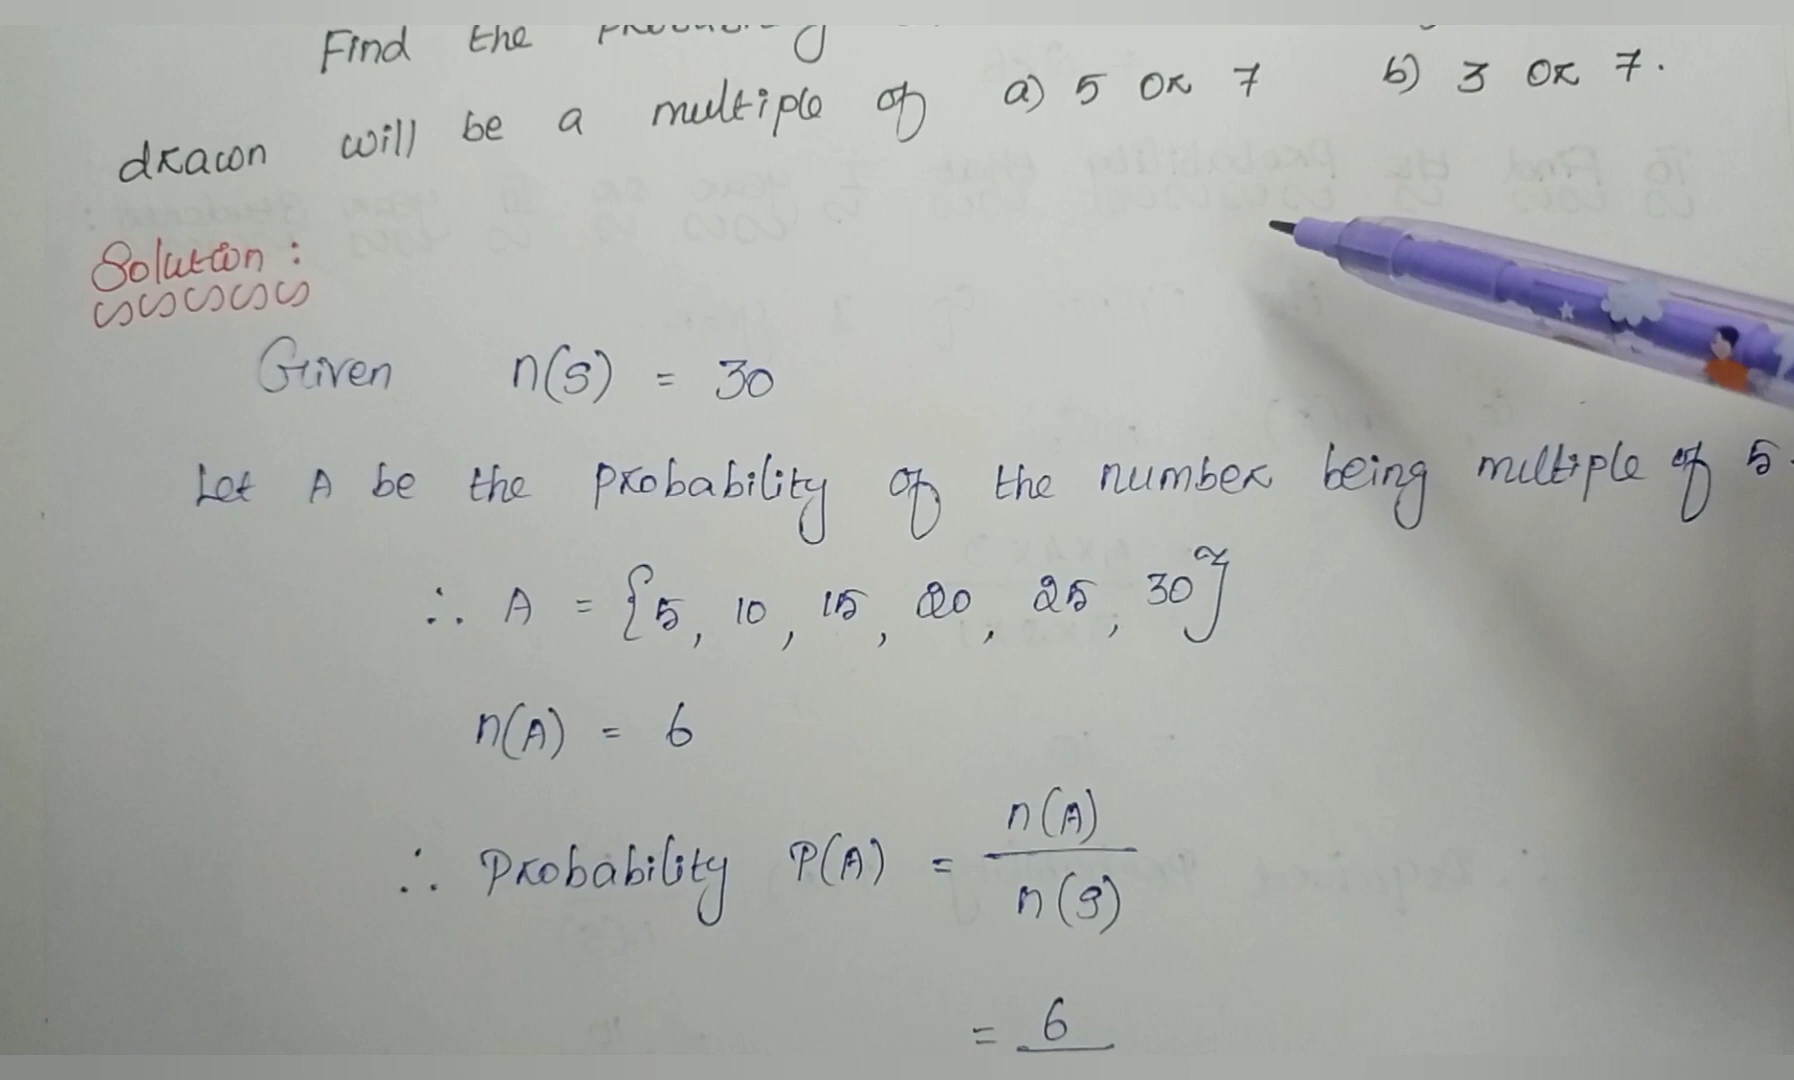 Find the
drawn will be a multiple of a) 5 or 7 b) 3 or 7.
Solution :
Given n(S) = 30
Let A be the probability of the number being multiple of 5.
∴ A = {5, 10, 15, 20, 25, 30}
n(A) = 6
∴ Probability P(A) = n(A) / n(S)
= 6